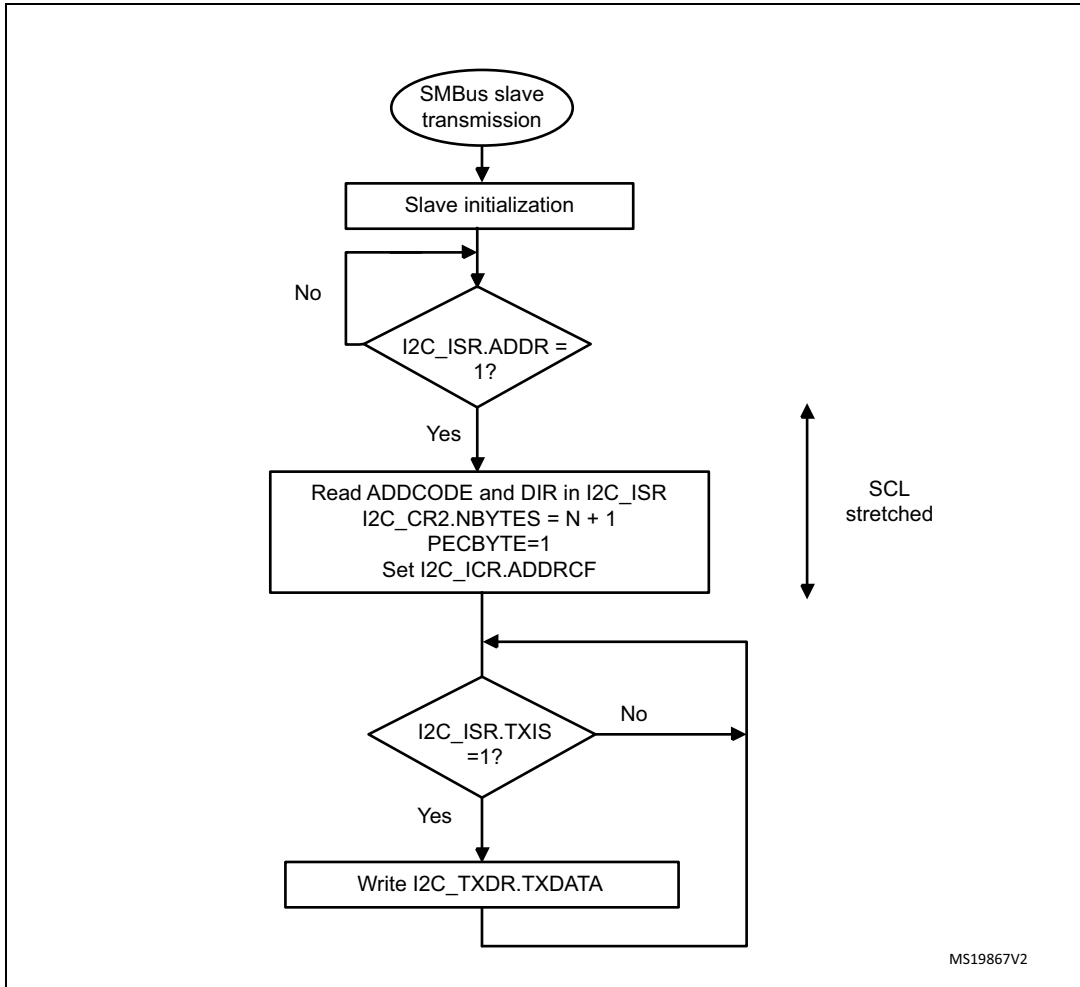 SMBus slave
transmission
Slave initialization
No
I2C_ISR.ADDR =
1?
Yes
Read ADDCODE and DIR in I2C_ISR
I2C_CR2.NBYTES = N + 1
PECBYTE=1
Set I2C_ICR.ADDRCF
SCL
stretched
I2C_ISR.TXIS
=1?
No
Yes
Write I2C_TXDR.TXDATA
MS19867V2